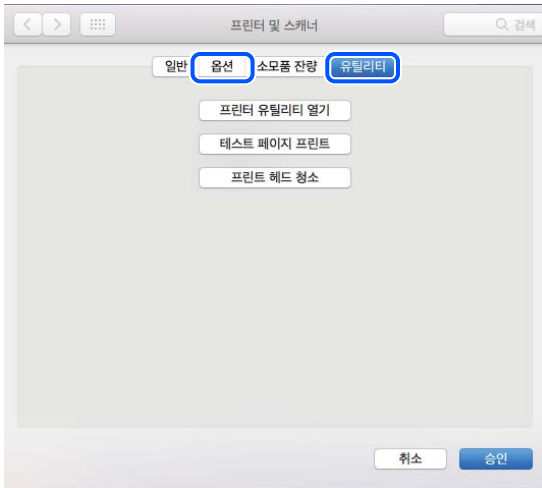 프린터 및 스캐너
검색
일반 옵션 소모품 잔량 유틸리티
프린터 유틸리티 열기
테스트 페이지 프린트
프린트 헤드 청소
취소 승인